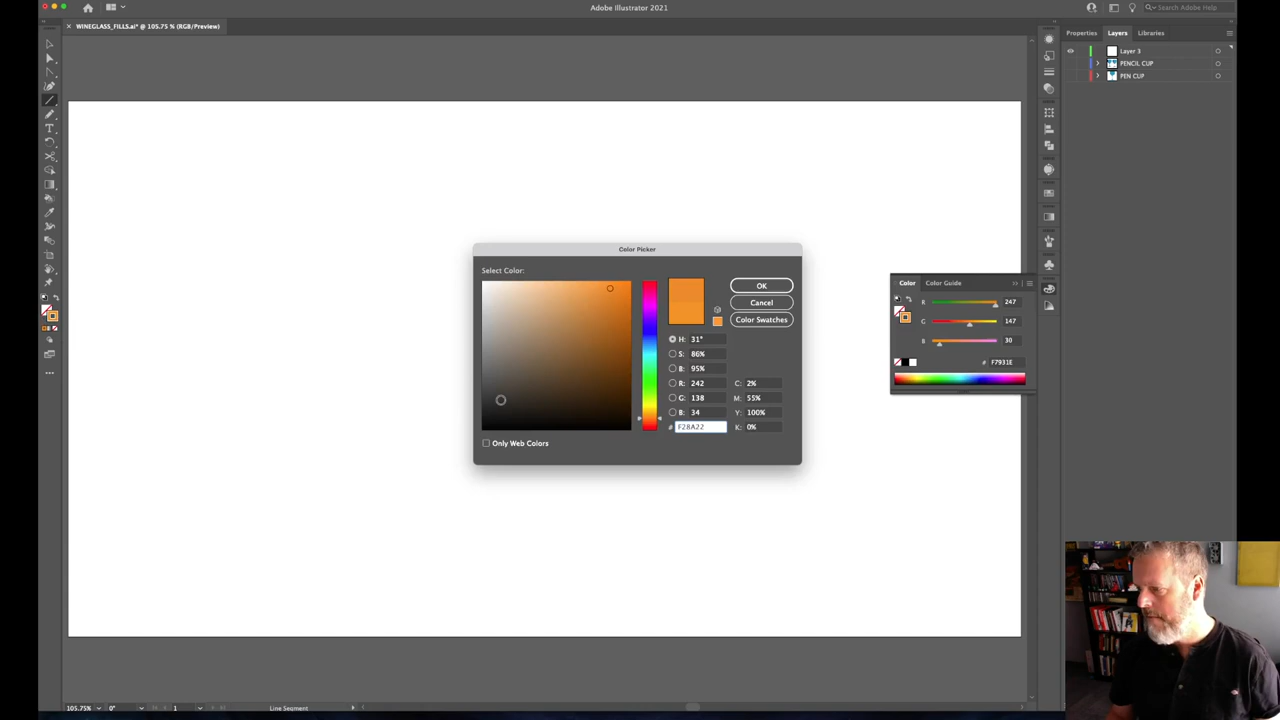 Adobe Illustrator 2021
Search Adobe Help
× WINEGLASS_FILLS.ai* @ 105.75 % (RGB/Preview)
Properties Layers Libraries
Layer 3
PENCIL CUP
PEN CUP
Color Picker
Select Color:
OK
Cancel
Color Swatches
H: 31°
S: 86%
B: 95%
R: 242 C: 2%
G: 138 M: 55%
B: 34 Y: 100%
# F28A22 K: 0%
Only Web Colors
Color Color Guide
R 247
G 147
B 30
# F7931E
105.75% 0° 1 Line Segment